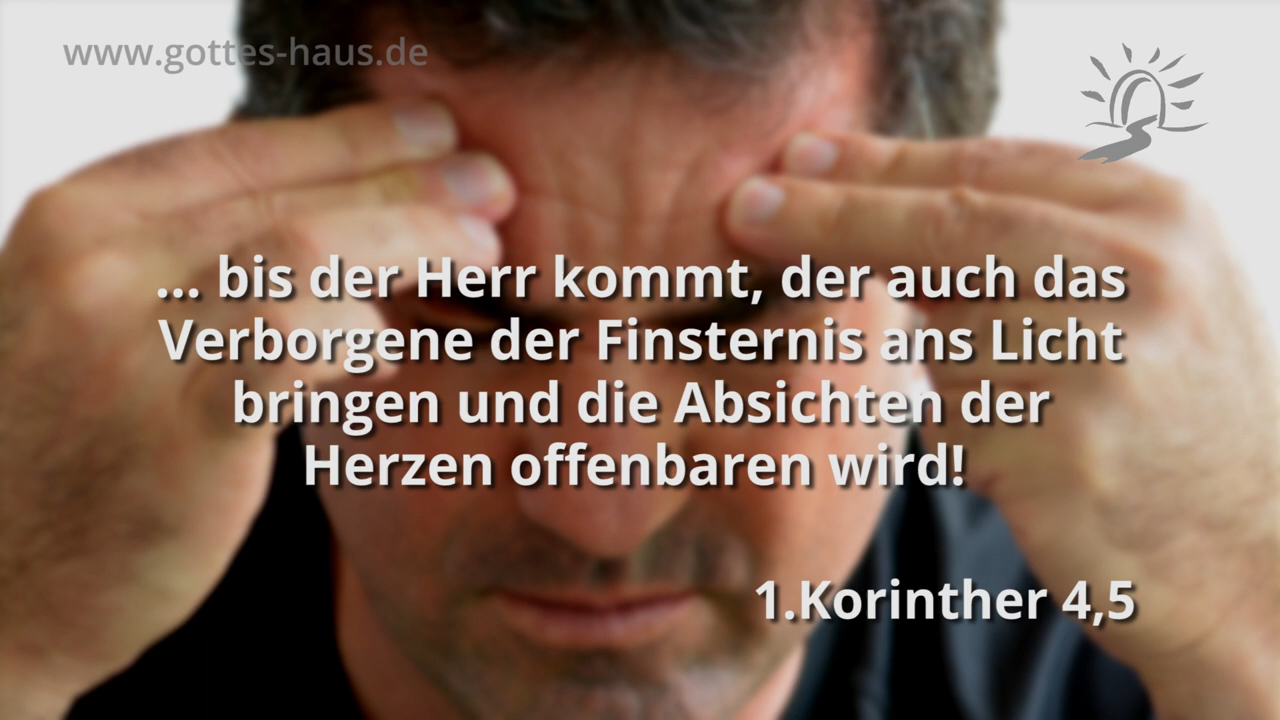 www.gottes-haus.de
... bis der Herr kommt, der auch das
Verborgene der Finsternis ans Licht
bringen und die Absichten der
Herzen offenbaren wird!
1.Korinther 4,5